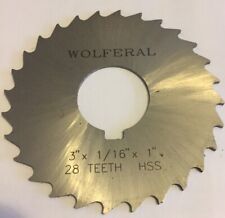 WOLFERAL
3" x 1/16" x 1"
28 TEETH HSS